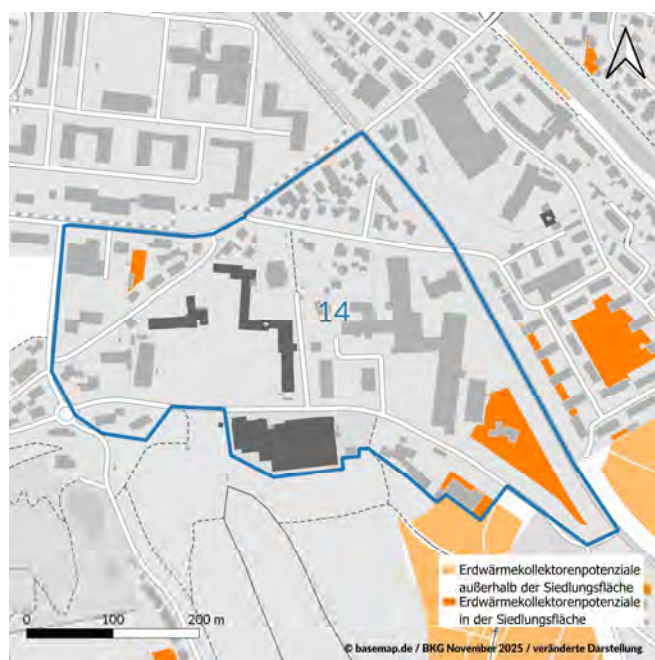 14
Erdwärmekollektorenpotenziale
außerhalb der Siedlungsfläche
Erdwärmekollektorenpotenziale
in der Siedlungsfläche
0 100 200 m
© basemap.de / BKG November 2025 / veränderte Darstellung